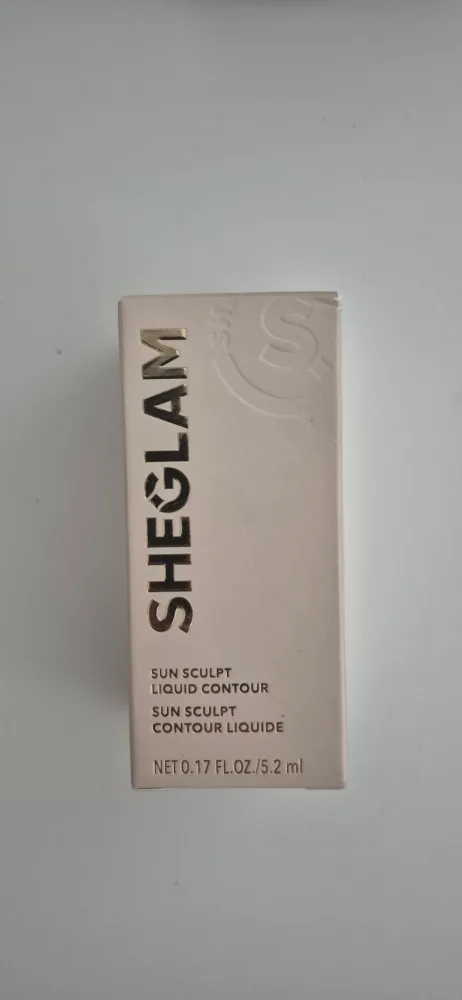 SHEGLAM
SUN SCULPT
LIQUID CONTOUR
SUN SCULPT
CONTOUR LIQUIDE
NET 0.17 FL.OZ./5.2 ml